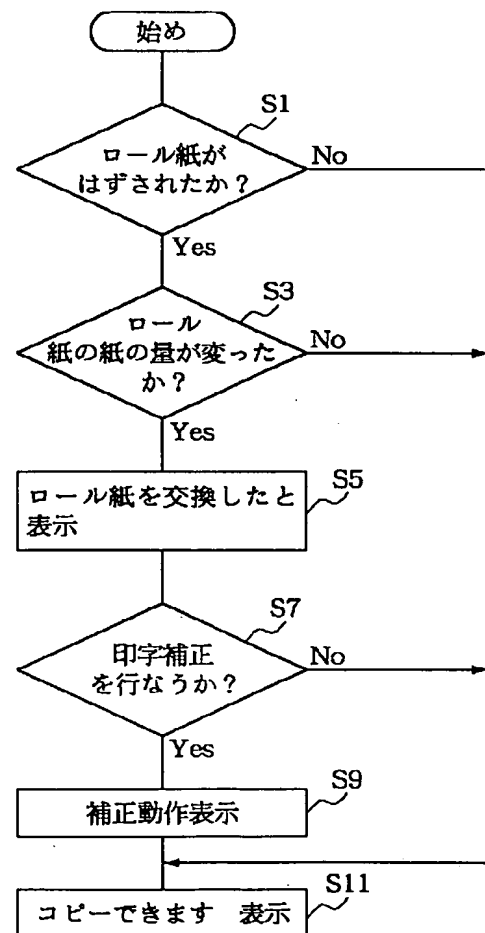 始め
S1
ロール紙が
はずされたか？
No
Yes
S3
ロール
紙の紙の量が変った
か？
No
Yes
S5
ロール紙を交換したと
表示
S7
印字補正
を行なうか？
No
Yes
S9
補正動作表示
S11
コピーできます 表示